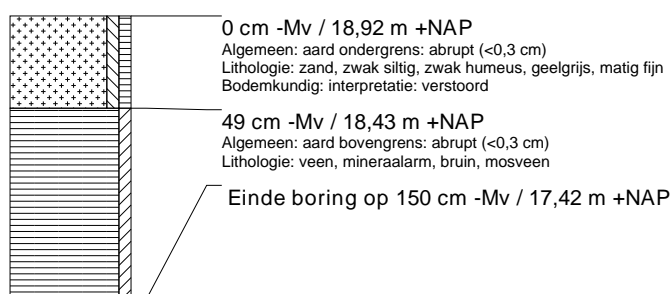 0 cm -Mv / 18,92 m +NAP
Algemeen: aard ondergrens: abrupt (<0,3 cm)
Lithologie: zand, zwak siltig, zwak humeus, geelgrijs, matig fijn
Bodemkundig: interpretatie: verstoord
49 cm -Mv / 18,43 m +NAP
Algemeen: aard bovengrens: abrupt (<0,3 cm)
Lithologie: veen, mineraalarm, bruin, mosveen
Einde boring op 150 cm -Mv / 17,42 m +NAP